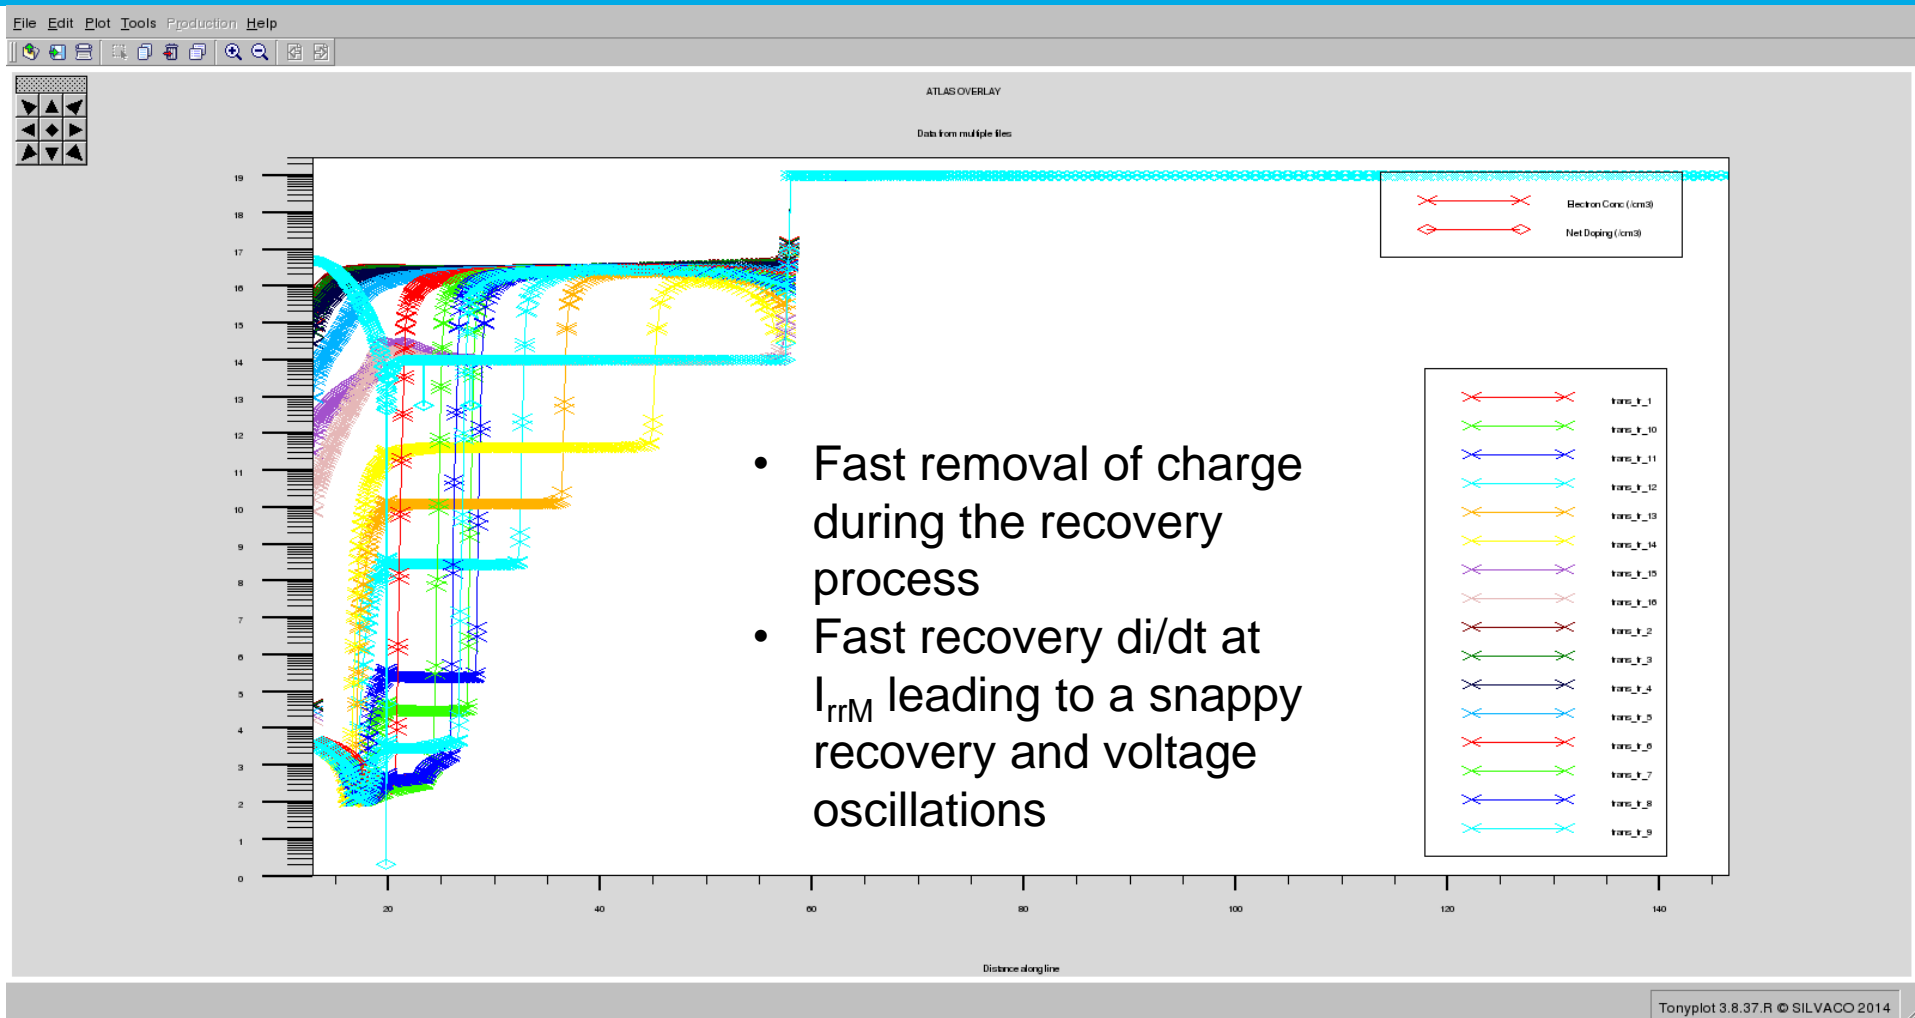 File Edit Plot Tools Production Help
ATLAS OVERLAY
Data from multiple files
19
18
17
16
15
14
13
12
11
10
9
8
7
6
5
4
3
2
1
0
Electron Conc (/cm3)
Net Doping (/cm3)
trans_tr_1
trans_tr_10
trans_tr_11
trans_tr_12
trans_tr_13
trans_tr_14
trans_tr_15
trans_tr_16
trans_tr_2
trans_tr_3
trans_tr_4
trans_tr_5
trans_tr_6
trans_tr_7
trans_tr_8
trans_tr_9
• Fast removal of charge
during the recovery
process
• Fast recovery di/dt at
IrrM leading to a snappy
recovery and voltage
oscillations
20 40 60 80 100 120 140
Distance along line
Tonyplot 3.8.37.R © SILVACO 2014